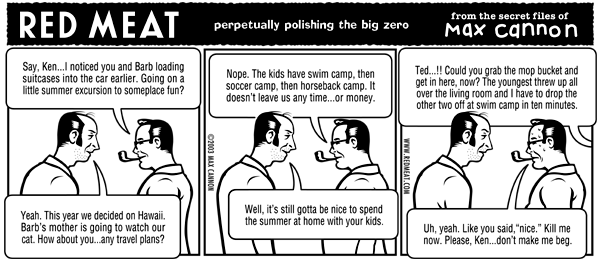 RED MEAT
perpetually polishing the big zero
from the secret files of
Max cannon
Say, Ken...I noticed you and Barb loading
suitcases into the car earlier. Going on a
little summer excursion to someplace fun?
Yeah. This year we decided on Hawaii.
Barb's mother is going to watch our
cat. How about you...any travel plans?
©2003 MAX CANNON
Nope. The kids have swim camp, then
soccer camp, then horseback camp. It
doesn't leave us any time...or money.
Well, it's still gotta be nice to spend
the summer at home with your kids.
WWW.REDMEAT.COM
Ted...!! Could you grab the mop bucket and
get in here, now? The youngest threw up all
over the living room and I have to drop the
other two off at swim camp in ten minutes.
Uh, yeah. Like you said,"nice." Kill me
now. Please, Ken...don't make me beg.